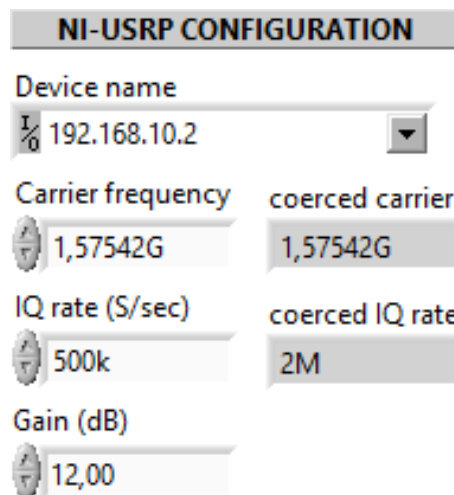 NI-USRP CONFIGURATION
Device name
I/O 192.168.10.2
Carrier frequency coerced carrier
1,57542G 1,57542G
IQ rate (S/sec) coerced IQ rate
500k 2M
Gain (dB)
12,00